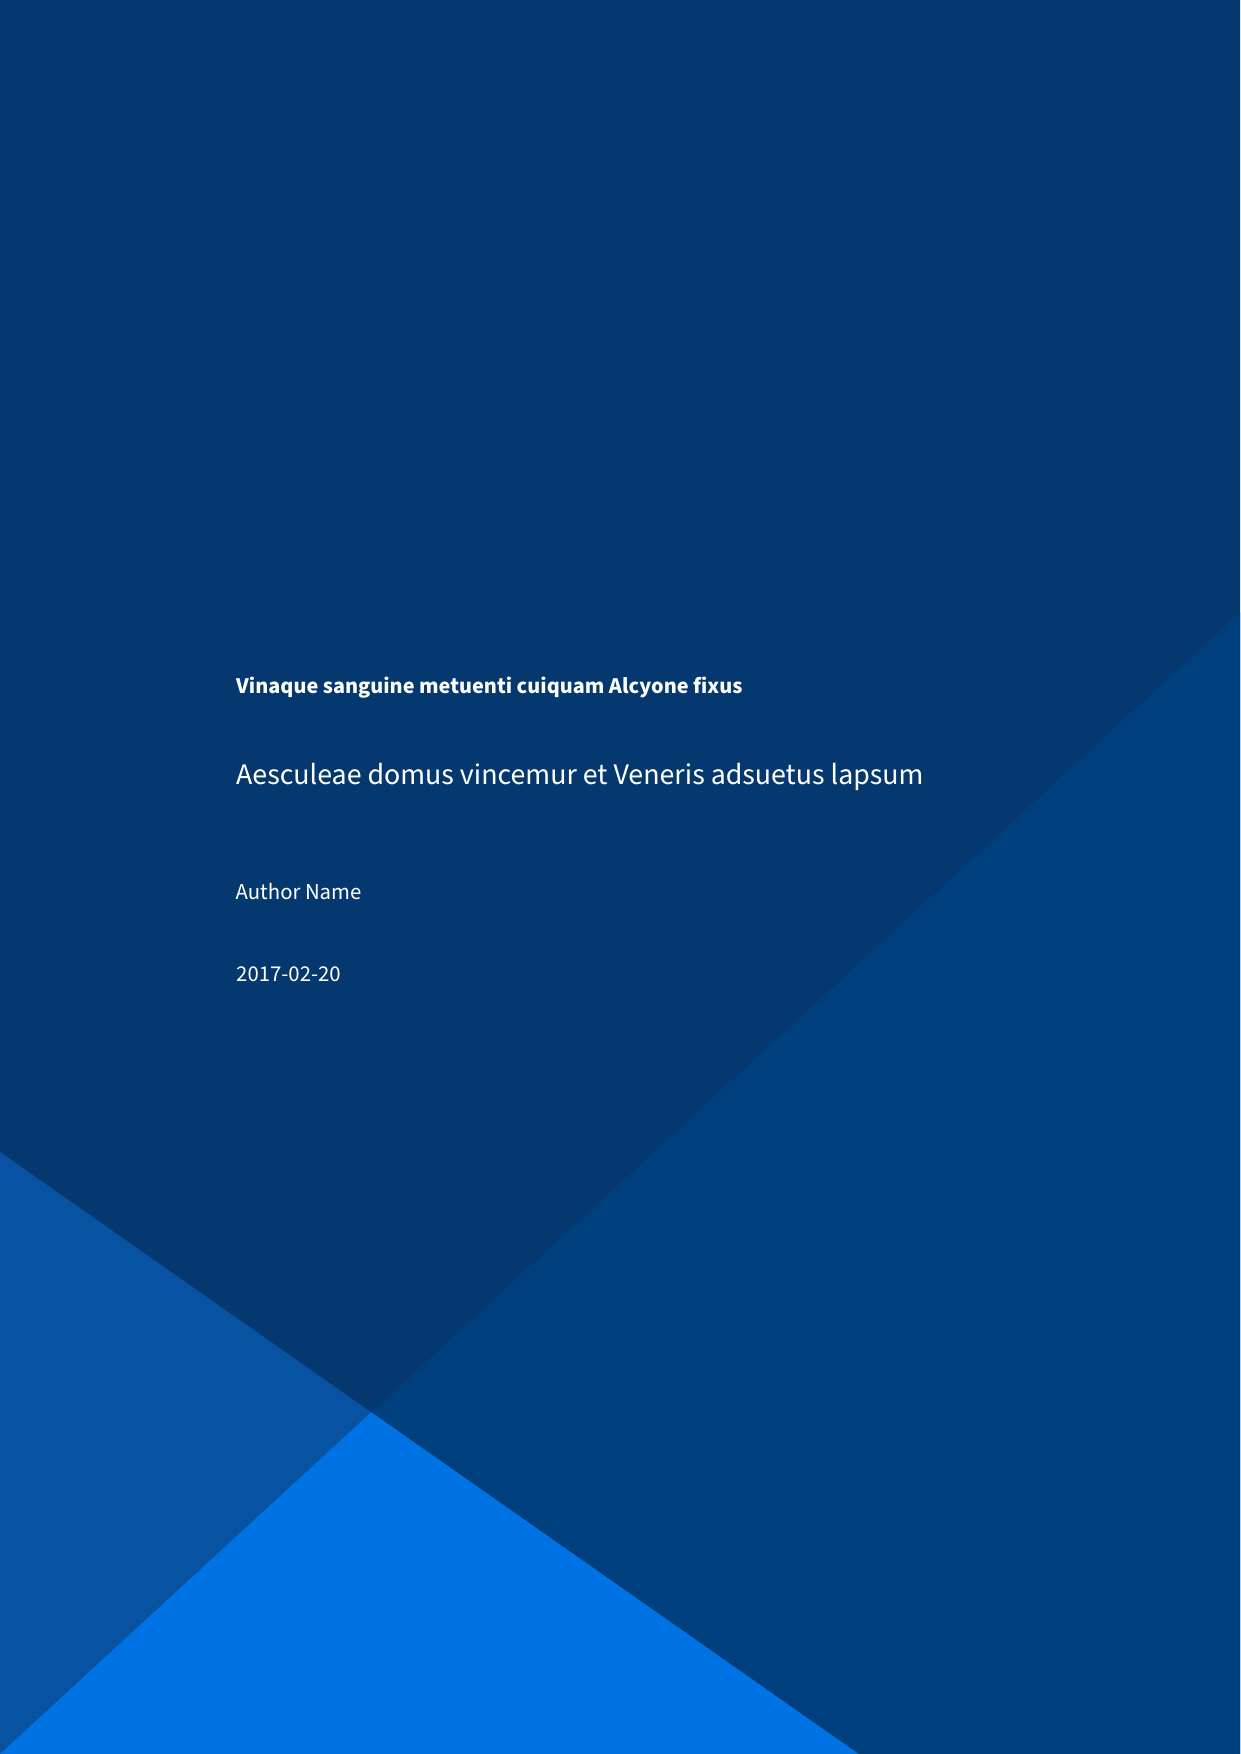 Vinaque sanguine metuenti cuiquam Alcyone fixus
Aesculeae domus vincemur et Veneris adsuetus lapsum
Author Name
2017-02-20